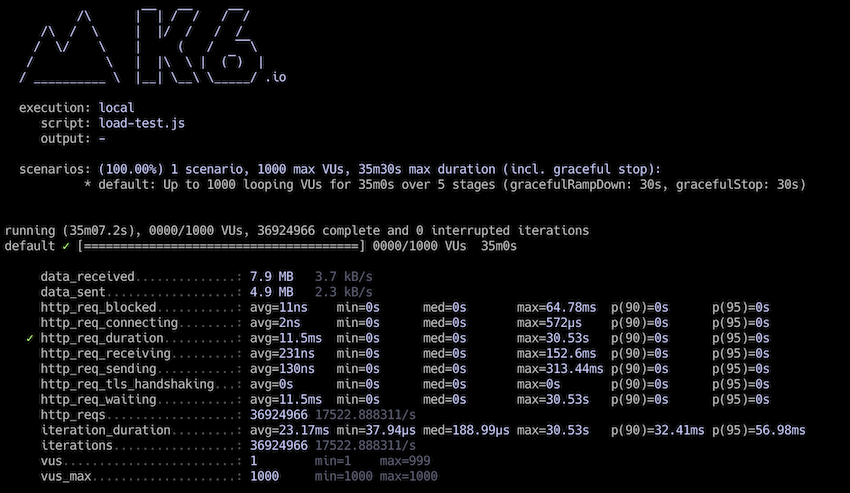 K6
.io
execution: local
script: load-test.js
output: -
scenarios: (100.00%) 1 scenario, 1000 max VUs, 35m30s max duration (incl. graceful stop):
* default: Up to 1000 looping VUs for 35m0s over 5 stages (gracefulRampDown: 30s, gracefulStop: 30s)
running (35m07.2s), 0000/1000 VUs, 36924966 complete and 0 interrupted iterations
default ✓ [======================================] 0000/1000 VUs  35m0s
data_received..............: 7.9 MB   3.7 kB/s
data_sent..................: 4.9 MB   2.3 kB/s
http_req_blocked...........: avg=11ns    min=0s      med=0s       max=64.78ms  p(90)=0s      p(95)=0s
http_req_connecting........: avg=2ns     min=0s      med=0s       max=572µs    p(90)=0s      p(95)=0s
✓ http_req_duration..........: avg=11.5ms  min=0s      med=0s       max=30.53s   p(90)=0s      p(95)=0s
http_req_receiving.........: avg=231ns   min=0s      med=0s       max=152.6ms  p(90)=0s      p(95)=0s
http_req_sending...........: avg=130ns   min=0s      med=0s       max=313.44ms p(90)=0s      p(95)=0s
http_req_tls_handshaking...: avg=0s      min=0s      med=0s       max=0s       p(90)=0s      p(95)=0s
http_req_waiting...........: avg=11.5ms  min=0s      med=0s       max=30.53s   p(90)=0s      p(95)=0s
http_reqs..................: 36924966 17522.888311/s
iteration_duration.........: avg=23.17ms min=37.94µs med=188.99µs max=30.53s   p(90)=32.41ms p(95)=56.98ms
iterations.................: 36924966 17522.888311/s
vus........................: 1        min=1    max=999
vus_max....................: 1000     min=1000 max=1000